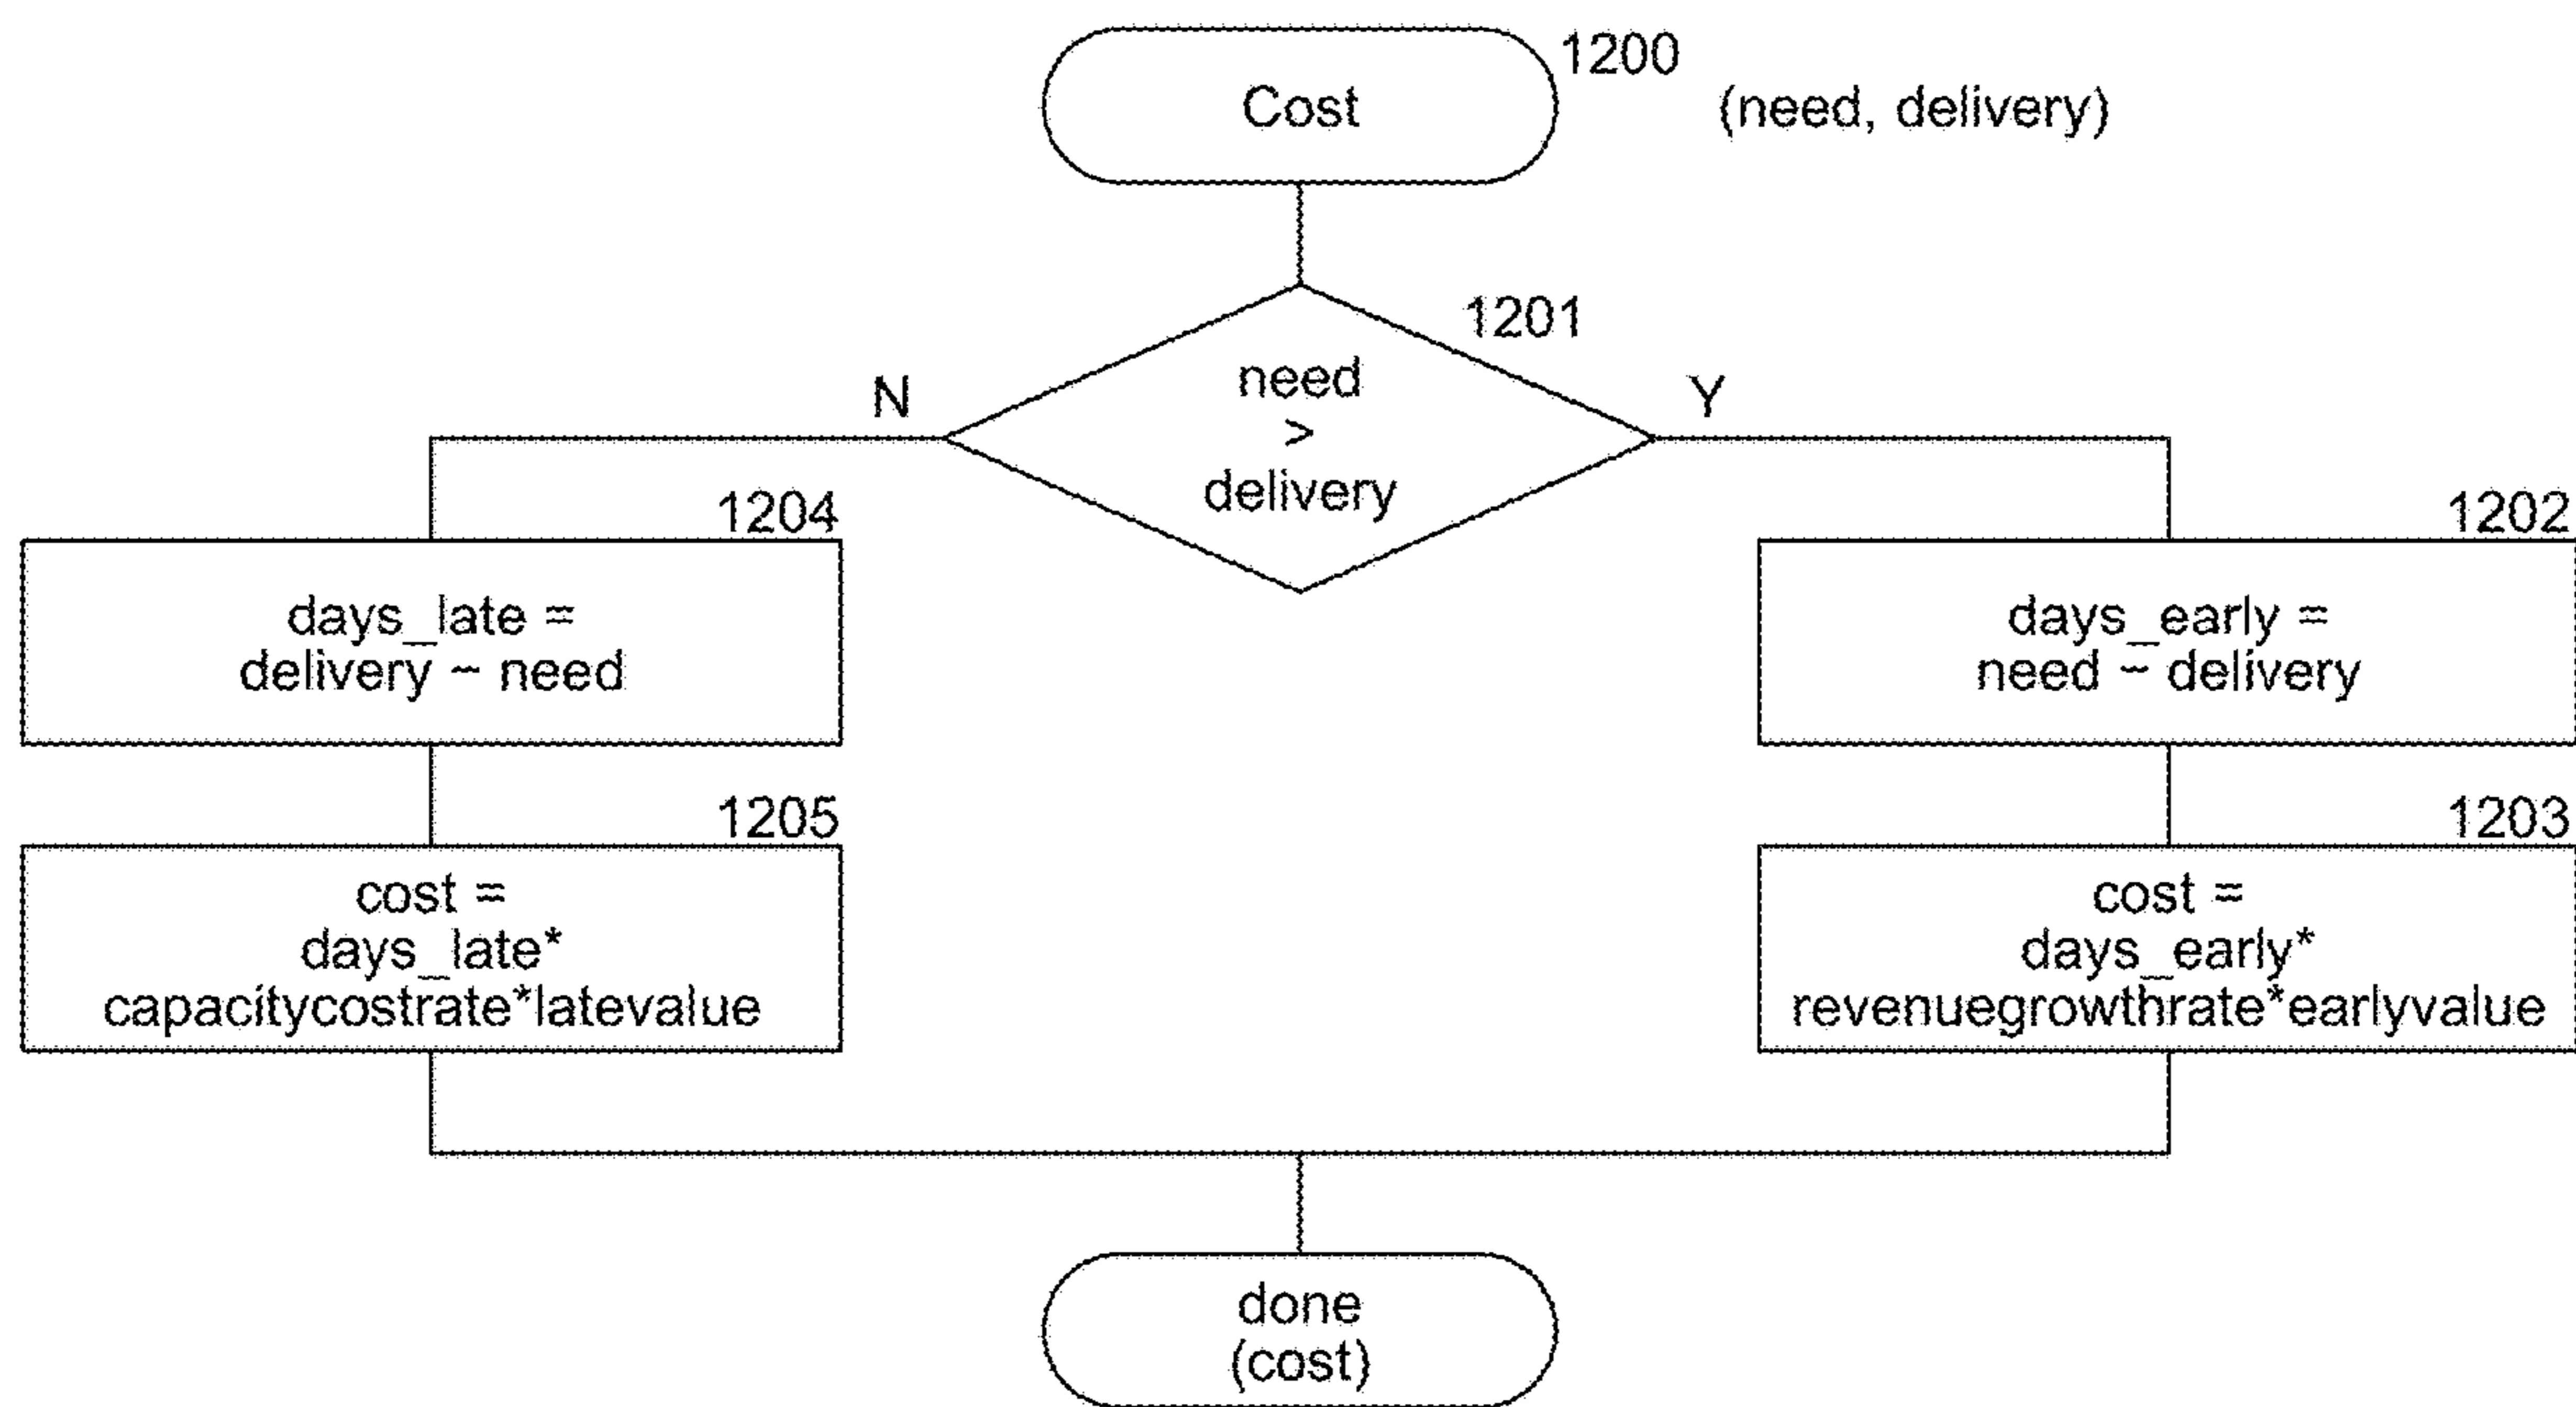 1200
Cost
(need, delivery)
1201
need
>
delivery
N
Y
1204
days_late =
delivery – need
1202
days_early =
need – delivery
1205
cost =
days_late*
capacitycostrate*latevalue
1203
cost =
days_early*
revenuegrowthrate*earlyvalue
done
(cost)